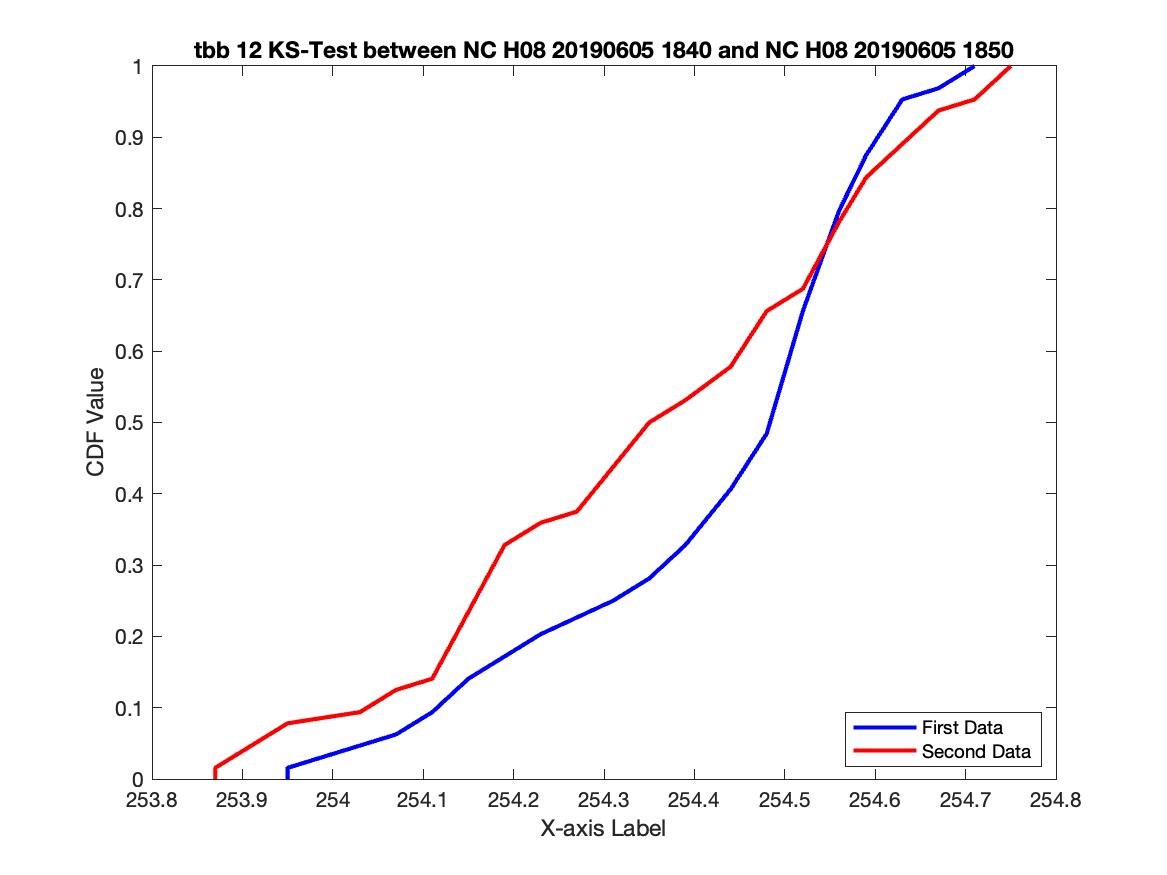 tbb 12 KS-Test between NC H08 20190605 1840 and NC H08 20190605 1850
1
0.9
0.8
0.7
0.6
0.5
0.4
0.3
0.2
0.1
0
CDF Value
First Data
Second Data
253.8 253.9 254 254.1 254.2 254.3 254.4 254.5 254.6 254.7 254.8
X-axis Label